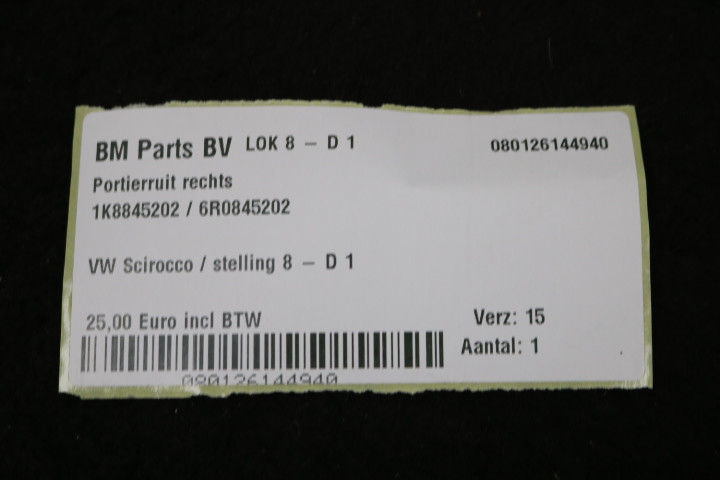 BM Parts BV LOK 8 – D 1 080126144940
Portierruit rechts
1K8845202 / 6R0845202
VW Scirocco / stelling 8 – D 1
25,00 Euro incl BTW Verz: 15
Aantal: 1
080126144940